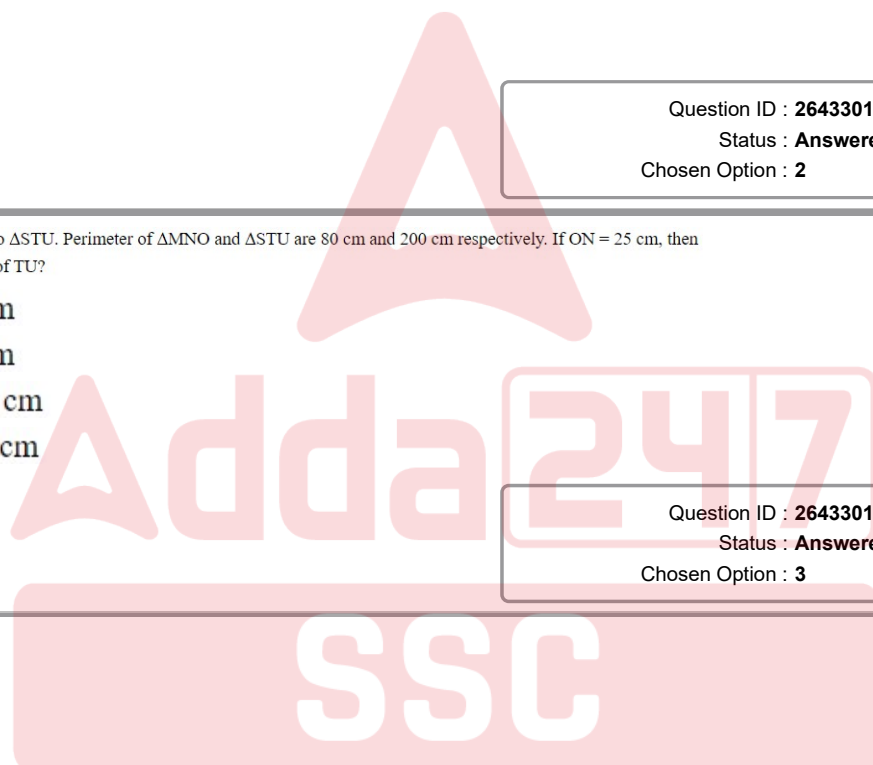 Question ID : 2643301
Status : Answere
Chosen Option : 2
ΔSTU. Perimeter of ΔMNO and ΔSTU are 80 cm and 200 cm respectively. If ON = 25 cm, then
of TU?
cm
cm
Adda247
Question ID : 2643301
Status : Answere
Chosen Option : 3
SSC